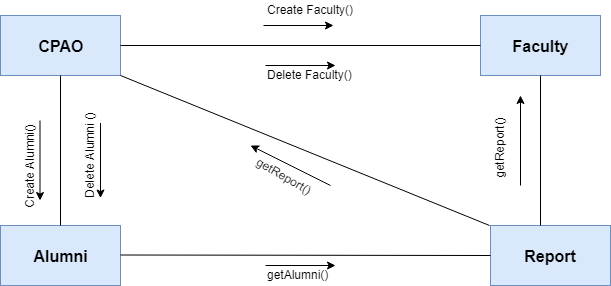 Create Faculty()
CPAO
Faculty
Delete Faculty()
Create Alumni()
Delete Alumni ()
getReport()
getReport()
Alumni
Report
getAlumni()